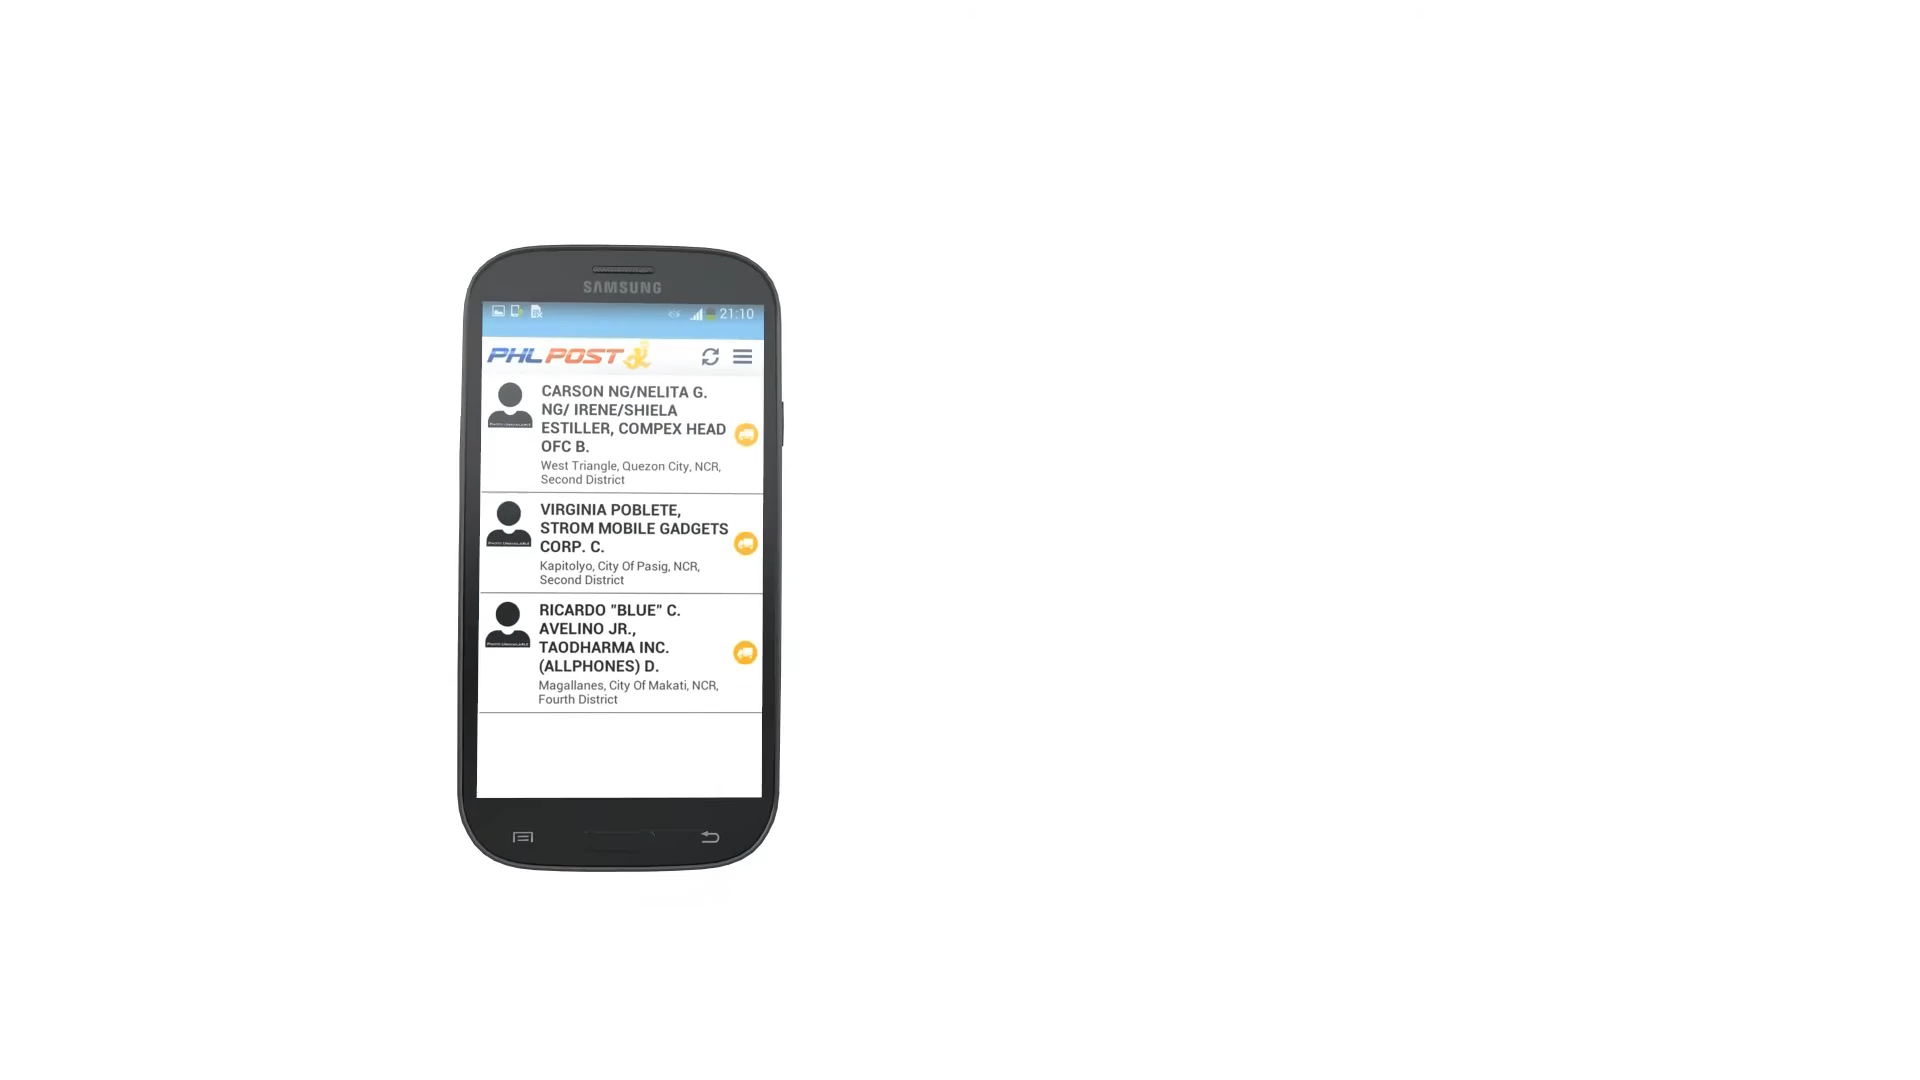 SAMSUNG
21:10
PHLPOST
CARSON NG/NELITA G.
NG/ IRENE/SHIELA
ESTILLER, COMPEX HEAD
OFC B.
West Triangle, Quezon City, NCR,
Second District
VIRGINIA POBLETE,
STROM MOBILE GADGETS
CORP. C.
Kapitolyo, City Of Pasig, NCR,
Second District
RICARDO "BLUE" C.
AVELINO JR.,
TAODHARMA INC.
(ALLPHONES) D.
Magallanes, City Of Makati, NCR,
Fourth District